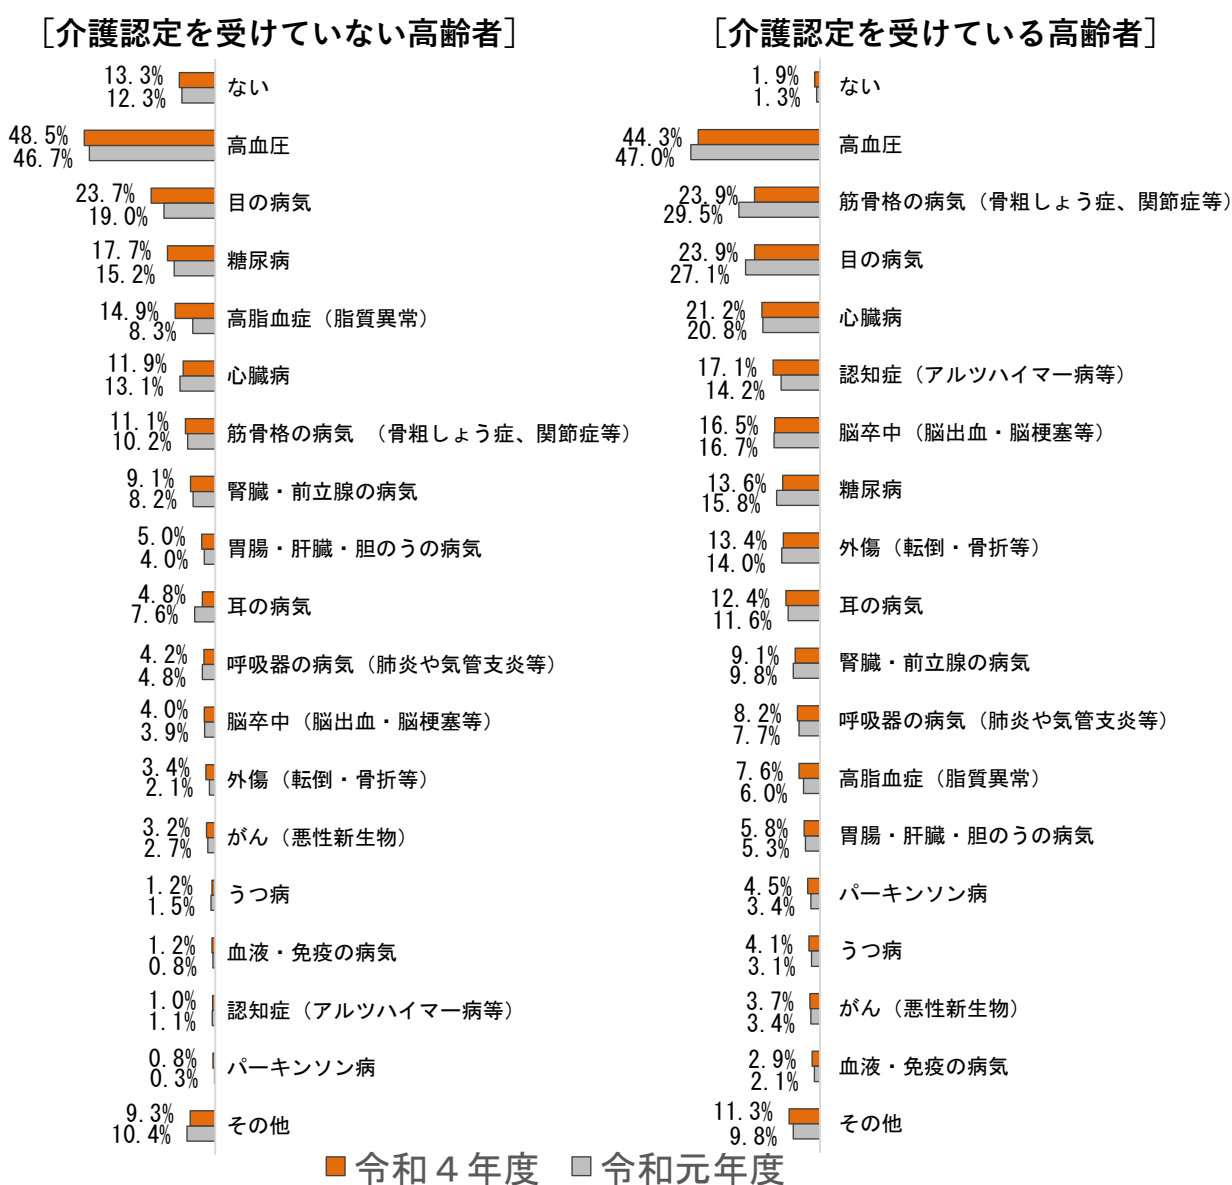 ［介護認定を受けていない高齢者］
13.3%
12.3%
ない
48.5%
46.7%
高血圧
23.7%
19.0%
目の病気
17.7%
15.2%
糖尿病
14.9%
8.3%
高脂血症（脂質異常）
11.9%
13.1%
心臓病
11.1%
10.2%
筋骨格の病気　（骨粗しょう症、関節症等）
9.1%
8.2%
腎臓・前立腺の病気
5.0%
4.0%
胃腸・肝臓・胆のうの病気
4.8%
7.6%
耳の病気
4.2%
4.8%
呼吸器の病気（肺炎や気管支炎等）
4.0%
3.9%
脳卒中（脳出血・脳梗塞等）
3.4%
2.1%
外傷（転倒・骨折等）
3.2%
2.7%
がん（悪性新生物）
1.2%
1.5%
うつ病
1.2%
0.8%
血液・免疫の病気
1.0%
1.1%
認知症（アルツハイマー病等）
0.8%
0.3%
パーキンソン病
9.3%
10.4%
その他
［介護認定を受けている高齢者］
1.9%
1.3%
ない
44.3%
47.0%
高血圧
23.9%
29.5%
筋骨格の病気（骨粗しょう症、関節症等）
23.9%
27.1%
目の病気
21.2%
20.8%
心臓病
17.1%
14.2%
認知症（アルツハイマー病等）
16.5%
16.7%
脳卒中（脳出血・脳梗塞等）
13.6%
15.8%
糖尿病
13.4%
14.0%
外傷（転倒・骨折等）
12.4%
11.6%
耳の病気
9.1%
9.8%
腎臓・前立腺の病気
8.2%
7.7%
呼吸器の病気（肺炎や気管支炎等）
7.6%
6.0%
高脂血症（脂質異常）
5.8%
5.3%
胃腸・肝臓・胆のうの病気
4.5%
3.4%
パーキンソン病
4.1%
3.1%
うつ病
3.7%
3.4%
がん（悪性新生物）
2.9%
2.1%
血液・免疫の病気
11.3%
9.8%
その他
令和４年度
令和元年度